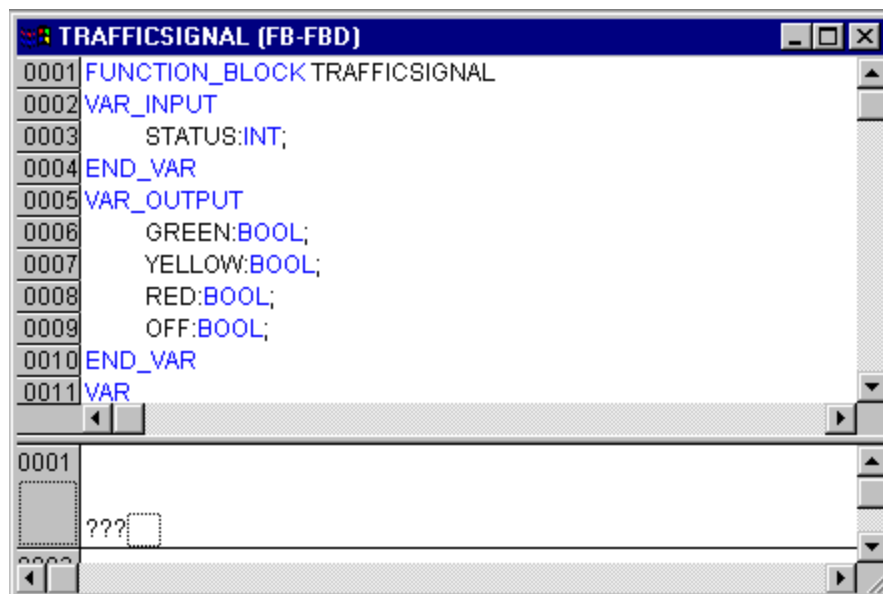 TRAFFICSIGNAL (FB-FBD)
0001 FUNCTION_BLOCK TRAFFICSIGNAL
0002 VAR_INPUT
0003 STATUS:INT;
0004 END_VAR
0005 VAR_OUTPUT
0006 GREEN:BOOL;
0007 YELLOW:BOOL;
0008 RED:BOOL;
0009 OFF:BOOL;
0010 END_VAR
0011 VAR
0001
???